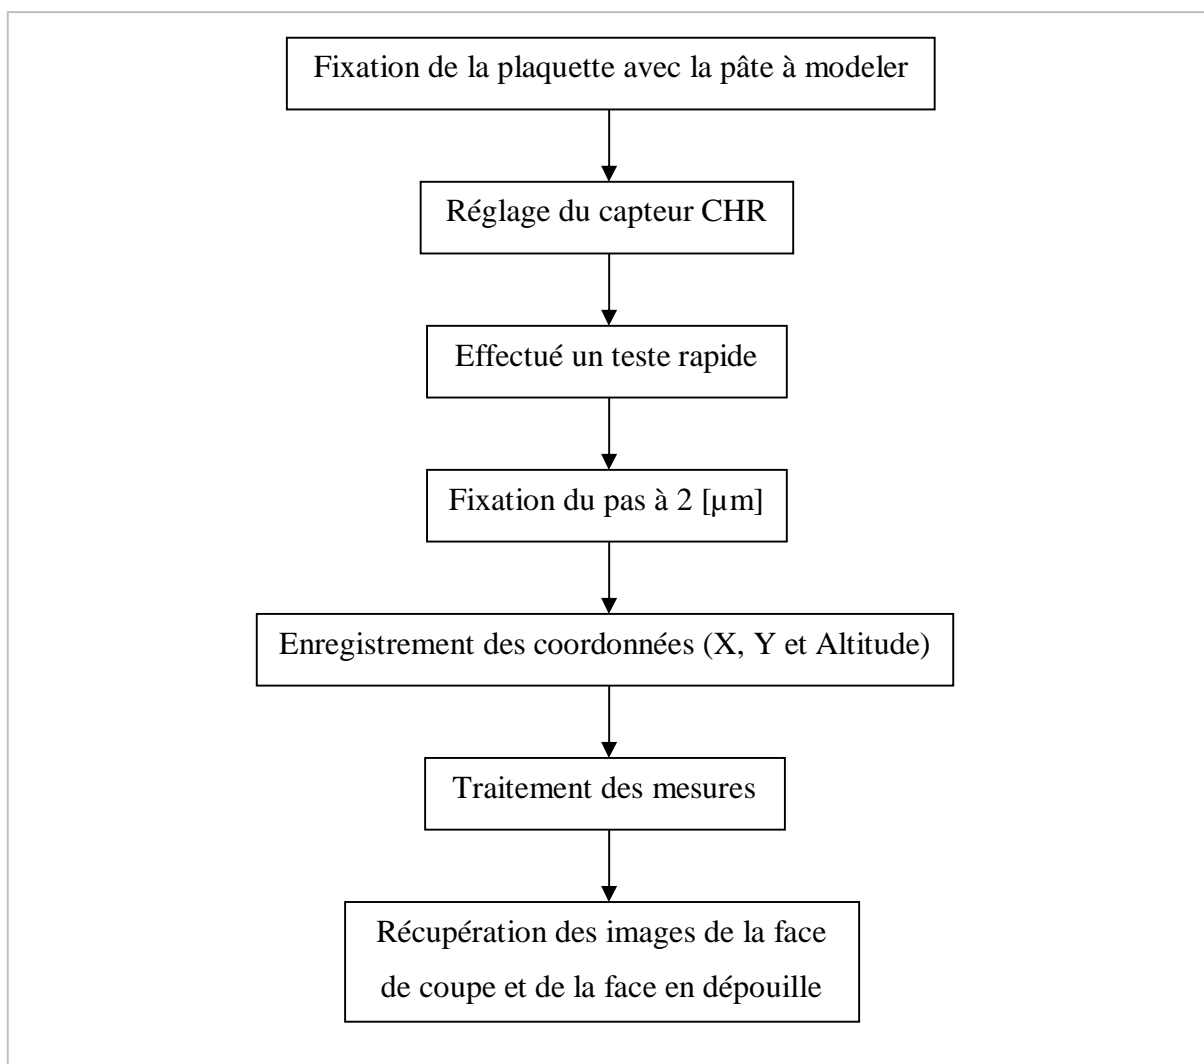 Fixation de la plaquette avec la pâte à modeler
Réglage du capteur CHR
Effectué un teste rapide
Fixation du pas à 2 [µm]
Enregistrement des coordonnées (X, Y et Altitude)
Traitement des mesures
Récupération des images de la face
de coupe et de la face en dépouille